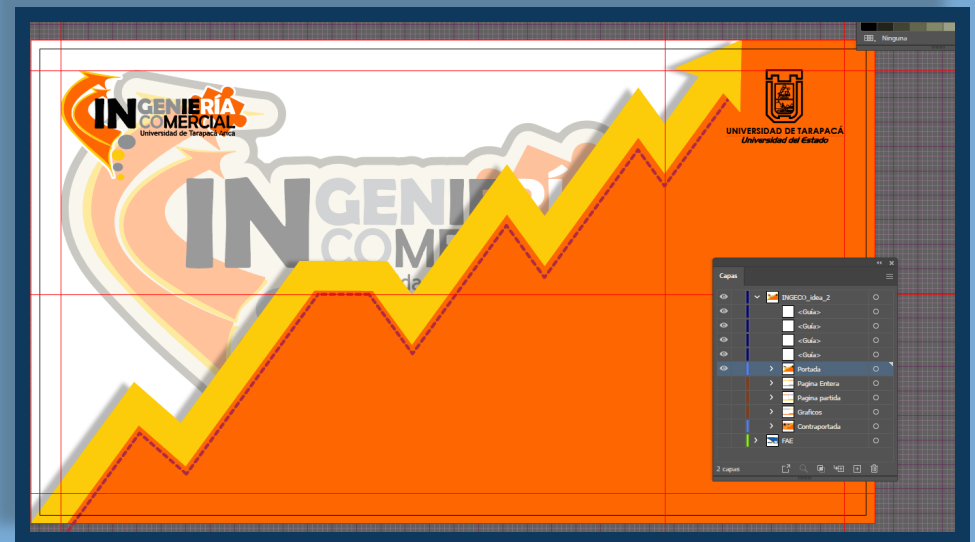 Ninguna
INGENIERÍA
COMERCIAL
Universidad de Tarapacá Arica
UNIVERSIDAD DE TARAPACÁ
Universidad del Estado
INGENIERÍA
COME
da
Capas
INGECO_idea_2
<Guía>
<Guía>
<Guía>
<Guía>
Portada
Pagina Entera
Pagina partida
Graficos
Contraportada
FAE
2 capas